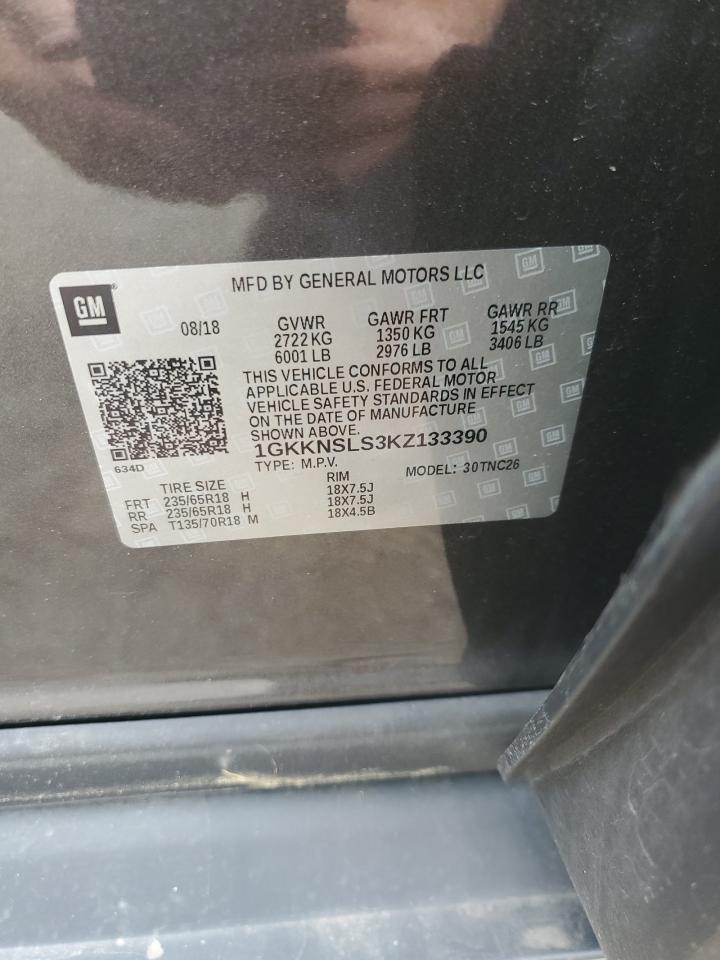 MFD BY GENERAL MOTORS LLC
GM
08/18
GVWR GAWR FRT GAWR RR
2722 KG 1350 KG 1545 KG
6001 LB 2976 LB 3406 LB
THIS VEHICLE CONFORMS TO ALL
APPLICABLE U.S. FEDERAL MOTOR
VEHICLE SAFETY STANDARDS IN EFFECT
ON THE DATE OF MANUFACTURE
SHOWN ABOVE.
1GKKNSLS3KZ133390
634D
TYPE: M.P.V. MODEL: 30TNC26
TIRE SIZE RIM
FRT 235/65R18 H 18X7.5J
RR 235/65R18 H 18X7.5J
SPA T135/70R18 M 18X4.5B